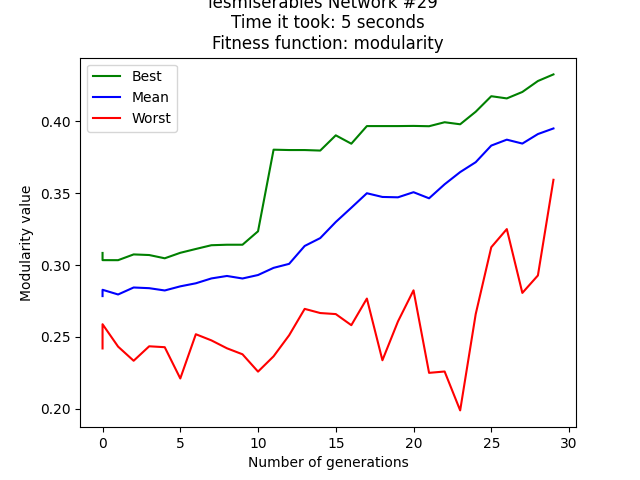 lesmiserables Network #29
Time it took: 5 seconds
Fitness function: modularity
Best
Mean
Worst
Modularity value
0.40
0.35
0.30
0.25
0.20
0 5 10 15 20 25 30
Number of generations